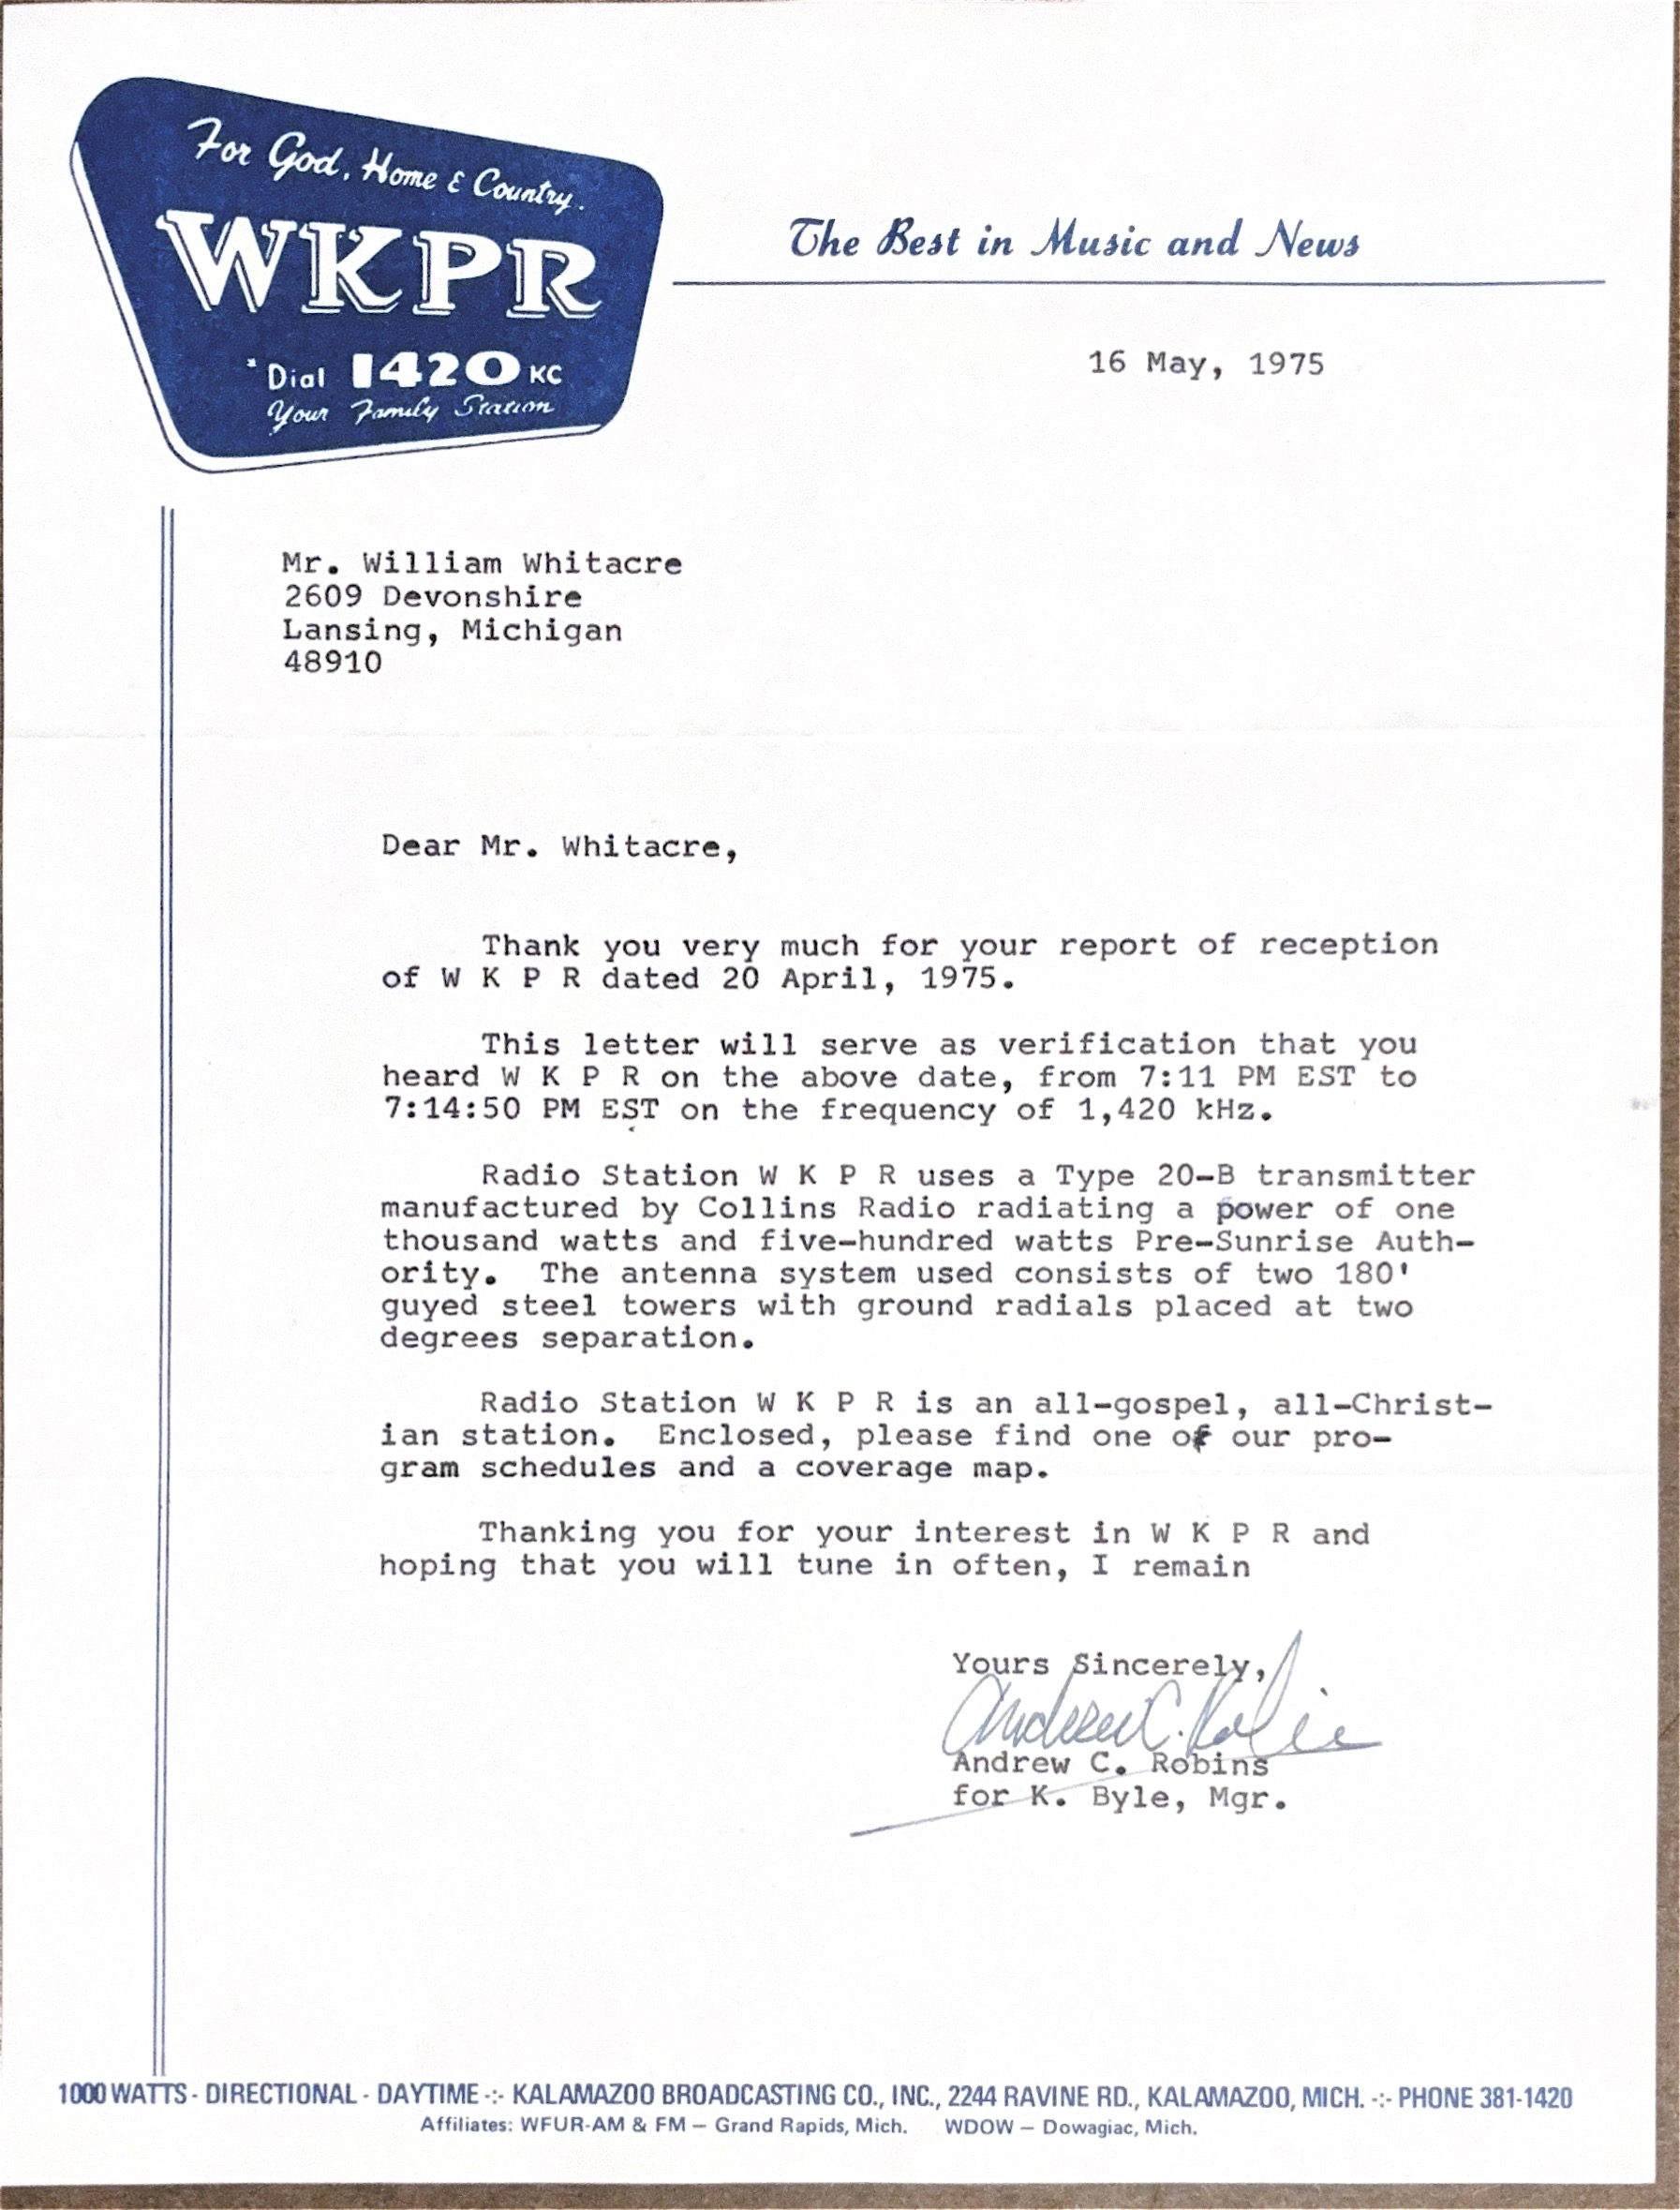 For God, Home & Country.
WKPR
The Best in Music and News
Dial 1420 KC
Your Family Station
16 May, 1975
Mr. William Whitacre
2609 Devonshire
Lansing, Michigan
48910
Dear Mr. Whitacre,
Thank you very much for your report of reception
of W K P R dated 20 April, 1975.
This letter will serve as verification that you
heard W K P R on the above date, from 7:11 PM EST to
7:14:50 PM EST on the frequency of 1,420 kHz.
Radio Station W K P R uses a Type 20-B transmitter
manufactured by Collins Radio radiating a power of one
thousand watts and five-hundred watts Pre-Sunrise Auth-
ority. The antenna system used consists of two 180'
guyed steel towers with ground radials placed at two
degrees separation.
Radio Station W K P R is an all-gospel, all-Christ-
ian station. Enclosed, please find one of our pro-
gram schedules and a coverage map.
Thanking you for your interest in W K P R and
hoping that you will tune in often, I remain
Yours Sincerely,
Andrew C. Robins
for K. Byle, Mgr.
1000 WATTS - DIRECTIONAL - DAYTIME -:- KALAMAZOO BROADCASTING CO., INC., 2244 RAVINE RD., KALAMAZOO, MICH. -:- PHONE 381-1420
Affiliates: WFUR-AM & FM — Grand Rapids, Mich. WDOW — Dowagiac, Mich.